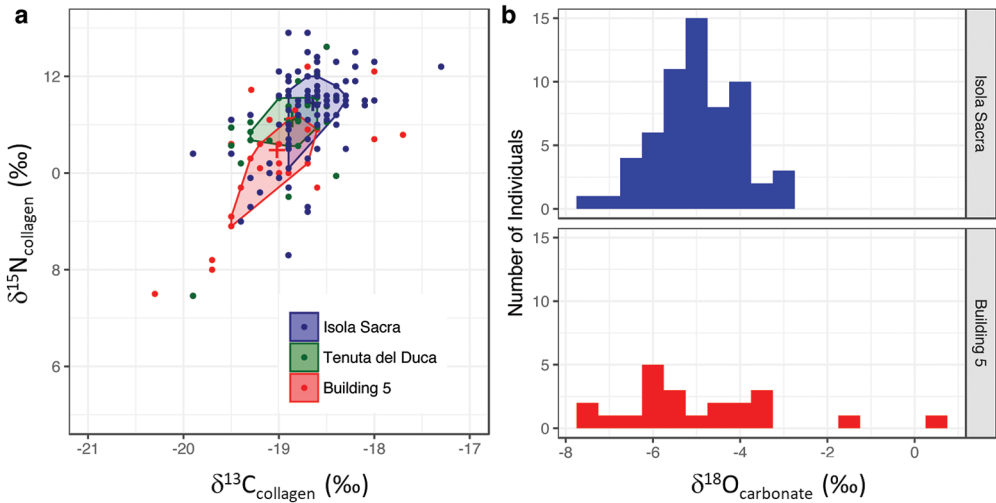 a
12
0
8
6
δ15Ncollagen (‰)
-21
-20
-19
-18
-17
δ13Ccollagen (‰)
Isola Sacra
Tenuta del Duca
Building 5
b
15
10
5
0
Isola Sacra
15
10
5
0
Building 5
Number of Individuals
-8
-6
-4
-2
0
δ18Ocarbonate (‰)